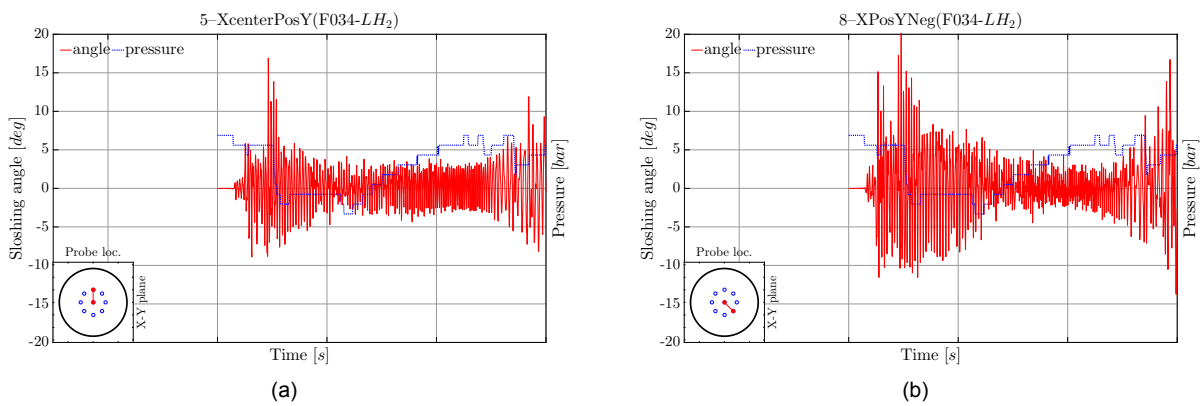 5–XcenterPosY(F034-LH₂)
angle pressure
20
15
10
5
0
-5
-10
-15
-20
Sloshing angle [deg]
Pressure [bar]
Probe loc.
X-Y plane
Time [s]
(a)
8–XPosYNeg(F034-LH₂)
angle pressure
20
15
10
5
0
-5
-10
-15
-20
Sloshing angle [deg]
Pressure [bar]
Probe loc.
X-Y plane
Time [s]
(b)